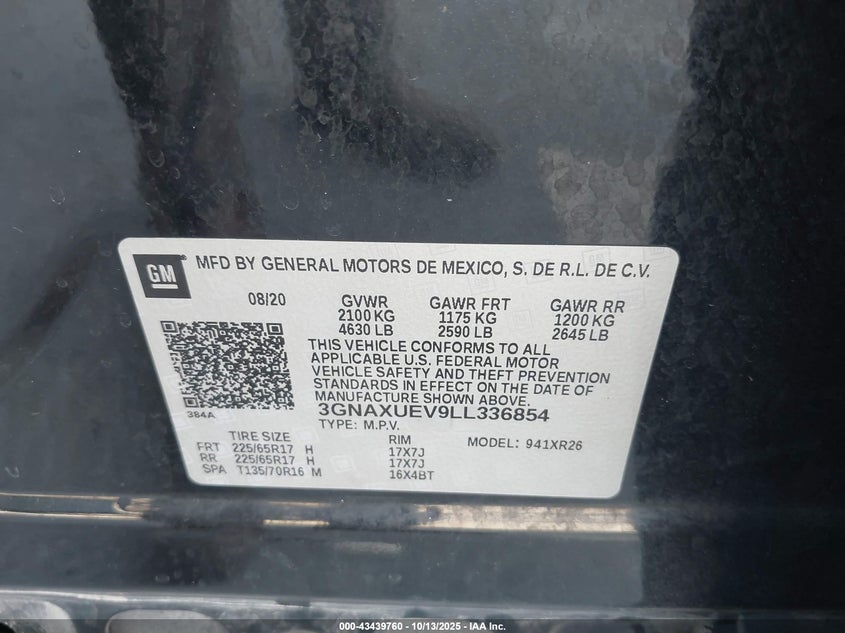 GM
MFD BY GENERAL MOTORS DE MEXICO, S. DE R.L. DE C.V.
08/20 GVWR GAWR FRT GAWR RR
2100 KG 1175 KG 1200 KG
4630 LB 2590 LB 2645 LB
THIS VEHICLE CONFORMS TO ALL
APPLICABLE U.S. FEDERAL MOTOR
VEHICLE SAFETY AND THEFT PREVENTION
STANDARDS IN EFFECT ON THE DATE OF
MANUFACTURE SHOWN ABOVE.
384A 3GNAXUEV9LL336854
TYPE: M.P.V.
TIRE SIZE RIM MODEL: 941XR26
FRT 225/65R17 H 17X7J
RR 225/65R17 H 17X7J
SPA T135/70R16 M 16X4BT
000-43439760 - 10/13/2025 - IAA Inc.